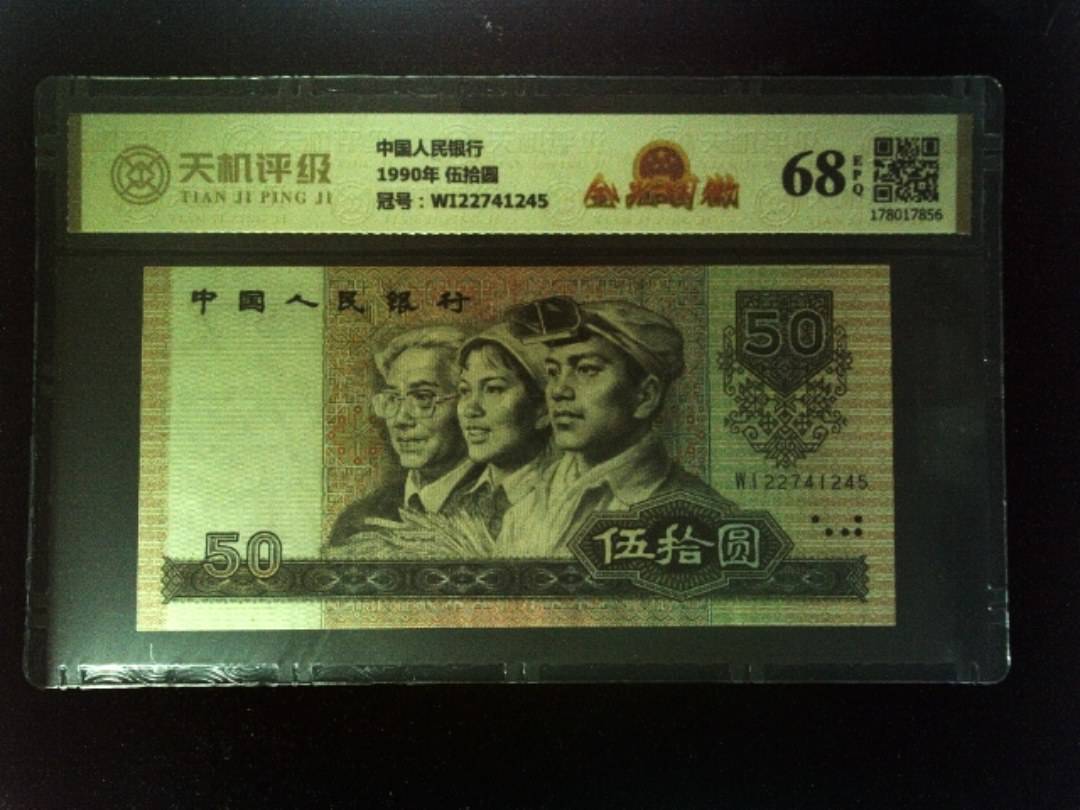 天机评级
TIAN JI PING JI
中国人民银行
1990年 伍拾圆
冠号：WI22741245
金龙国徽
68
EPQ
178017856
中国人民银行
50
WI22741245
50
伍拾圆